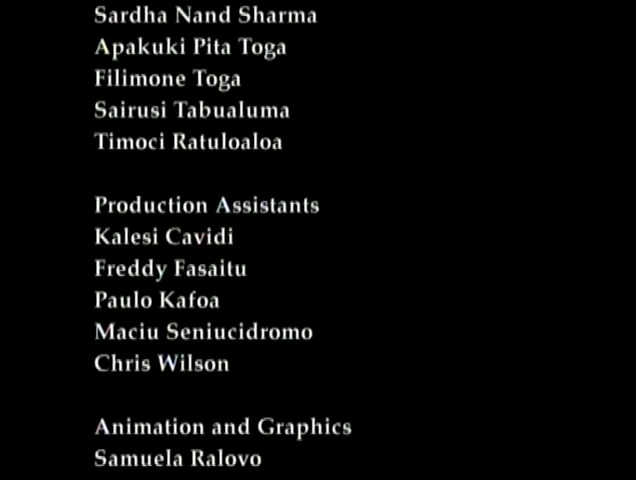 Sardha Nand Sharma
Apakuki Pita Toga
Filimone Toga
Sairusi Tabualuma
Timoci Ratuloaloa
Production Assistants
Kalesi Cavidi
Freddy Fasaitu
Paulo Kafoa
Maciu Seniucidromo
Chris Wilson
Animation and Graphics
Samuela Ralovo